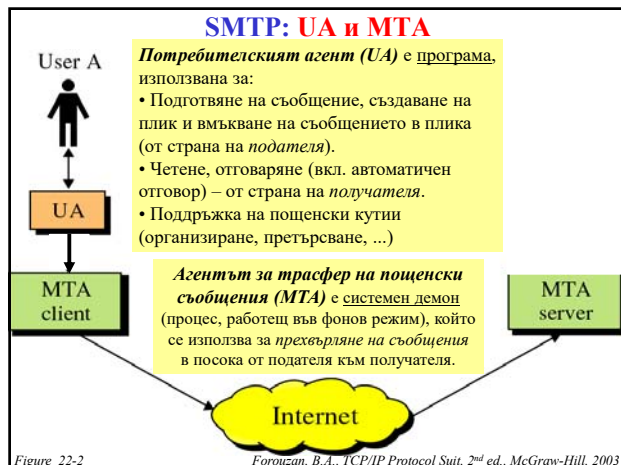 SMTP: UA и MTA
User A
Потребителският агент (UA) е програма,
използвана за:
• Подготвяне на съобщение, създаване на
плик и вмъкване на съобщението в плика
(от страна на подателя).
• Четене, отговаряне (вкл. автоматичен
отговор) – от страна на получателя.
• Поддръжка на пощенски кутии
(организиране, претърсване, ...)
UA
Агентът за трасфер на пощенски
съобщения (MTA) е системен демон
(процес, работещ във фонов режим), който
се използва за прехвърляне на съобщения
в посока от подателя към получателя.
MTA
client
MTA
server
Internet
Figure 22-2
Forouzan, B.A., TCP/IP Protocol Suit, 2nd ed., McGraw-Hill, 2003